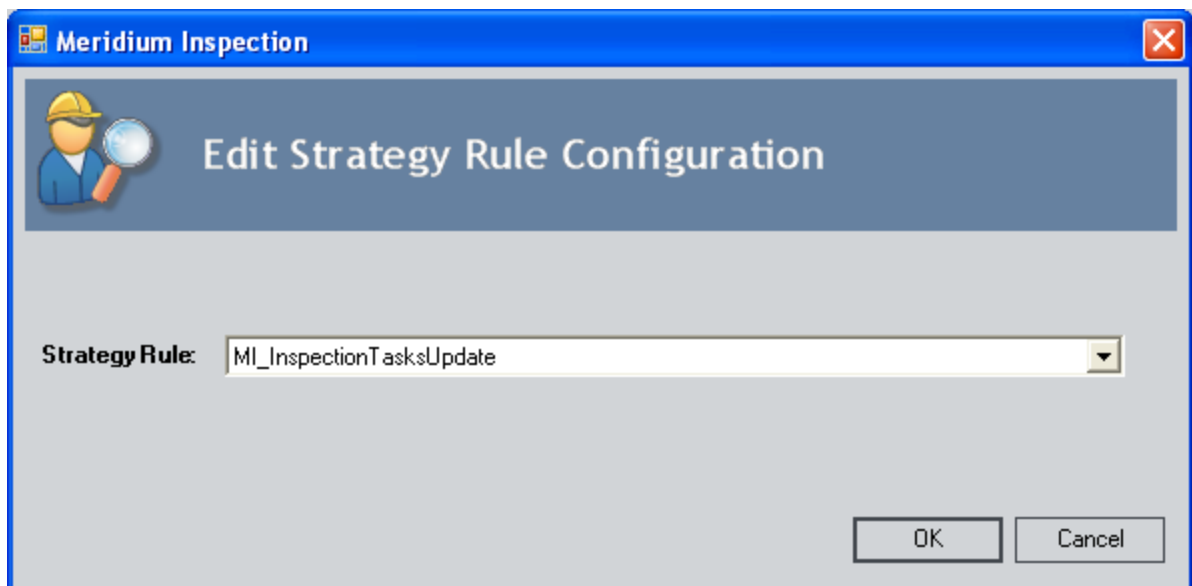 Meridium Inspection
Edit Strategy Rule Configuration
Strategy Rule: MI_InspectionTasksUpdate
OK Cancel